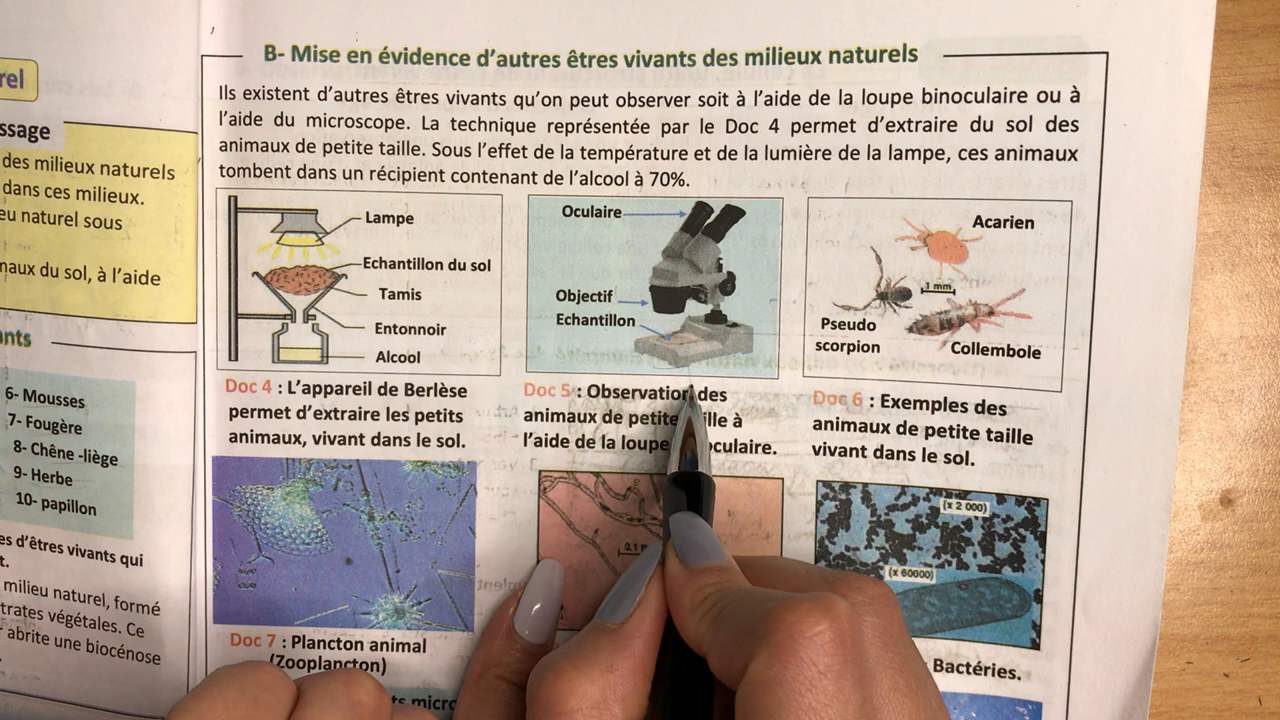 rel
ssage
des milieux naturels
dans ces milieux.
eu naturel sous
naux du sol, à l'aide
ants
6- Mousses
7- Fougère
8- Chêne -liège
9- Herbe
10- papillon
es d'êtres vivants qui
t.
milieu naturel, formé
trates végétales. Ce
abrite une biocénose
B- Mise en évidence d'autres êtres vivants des milieux naturels
Ils existent d'autres êtres vivants qu'on peut observer soit à l'aide de la loupe binoculaire ou à
l'aide du microscope. La technique représentée par le Doc 4 permet d'extraire du sol des
animaux de petite taille. Sous l'effet de la température et de la lumière de la lampe, ces animaux
tombent dans un récipient contenant de l'alcool à 70%.
Lampe
Echantillon du sol
Tamis
Entonnoir
Alcool
Doc 4 : L'appareil de Berlèse
permet d'extraire les petits
animaux, vivant dans le sol.
Oculaire
Objectif
Echantillon
Doc 5 : Observation des
animaux de petite ille à
l'aide de la loupe oculaire.
Acarien
1 mm
Pseudo
scorpion
Collembole
Doc 6 : Exemples des
animaux de petite taille
vivant dans le sol.
Doc 7 : Plancton animal
(Zooplancton)
0,1
(x 2 000)
(x 60000)
Bactéries.
ts micro